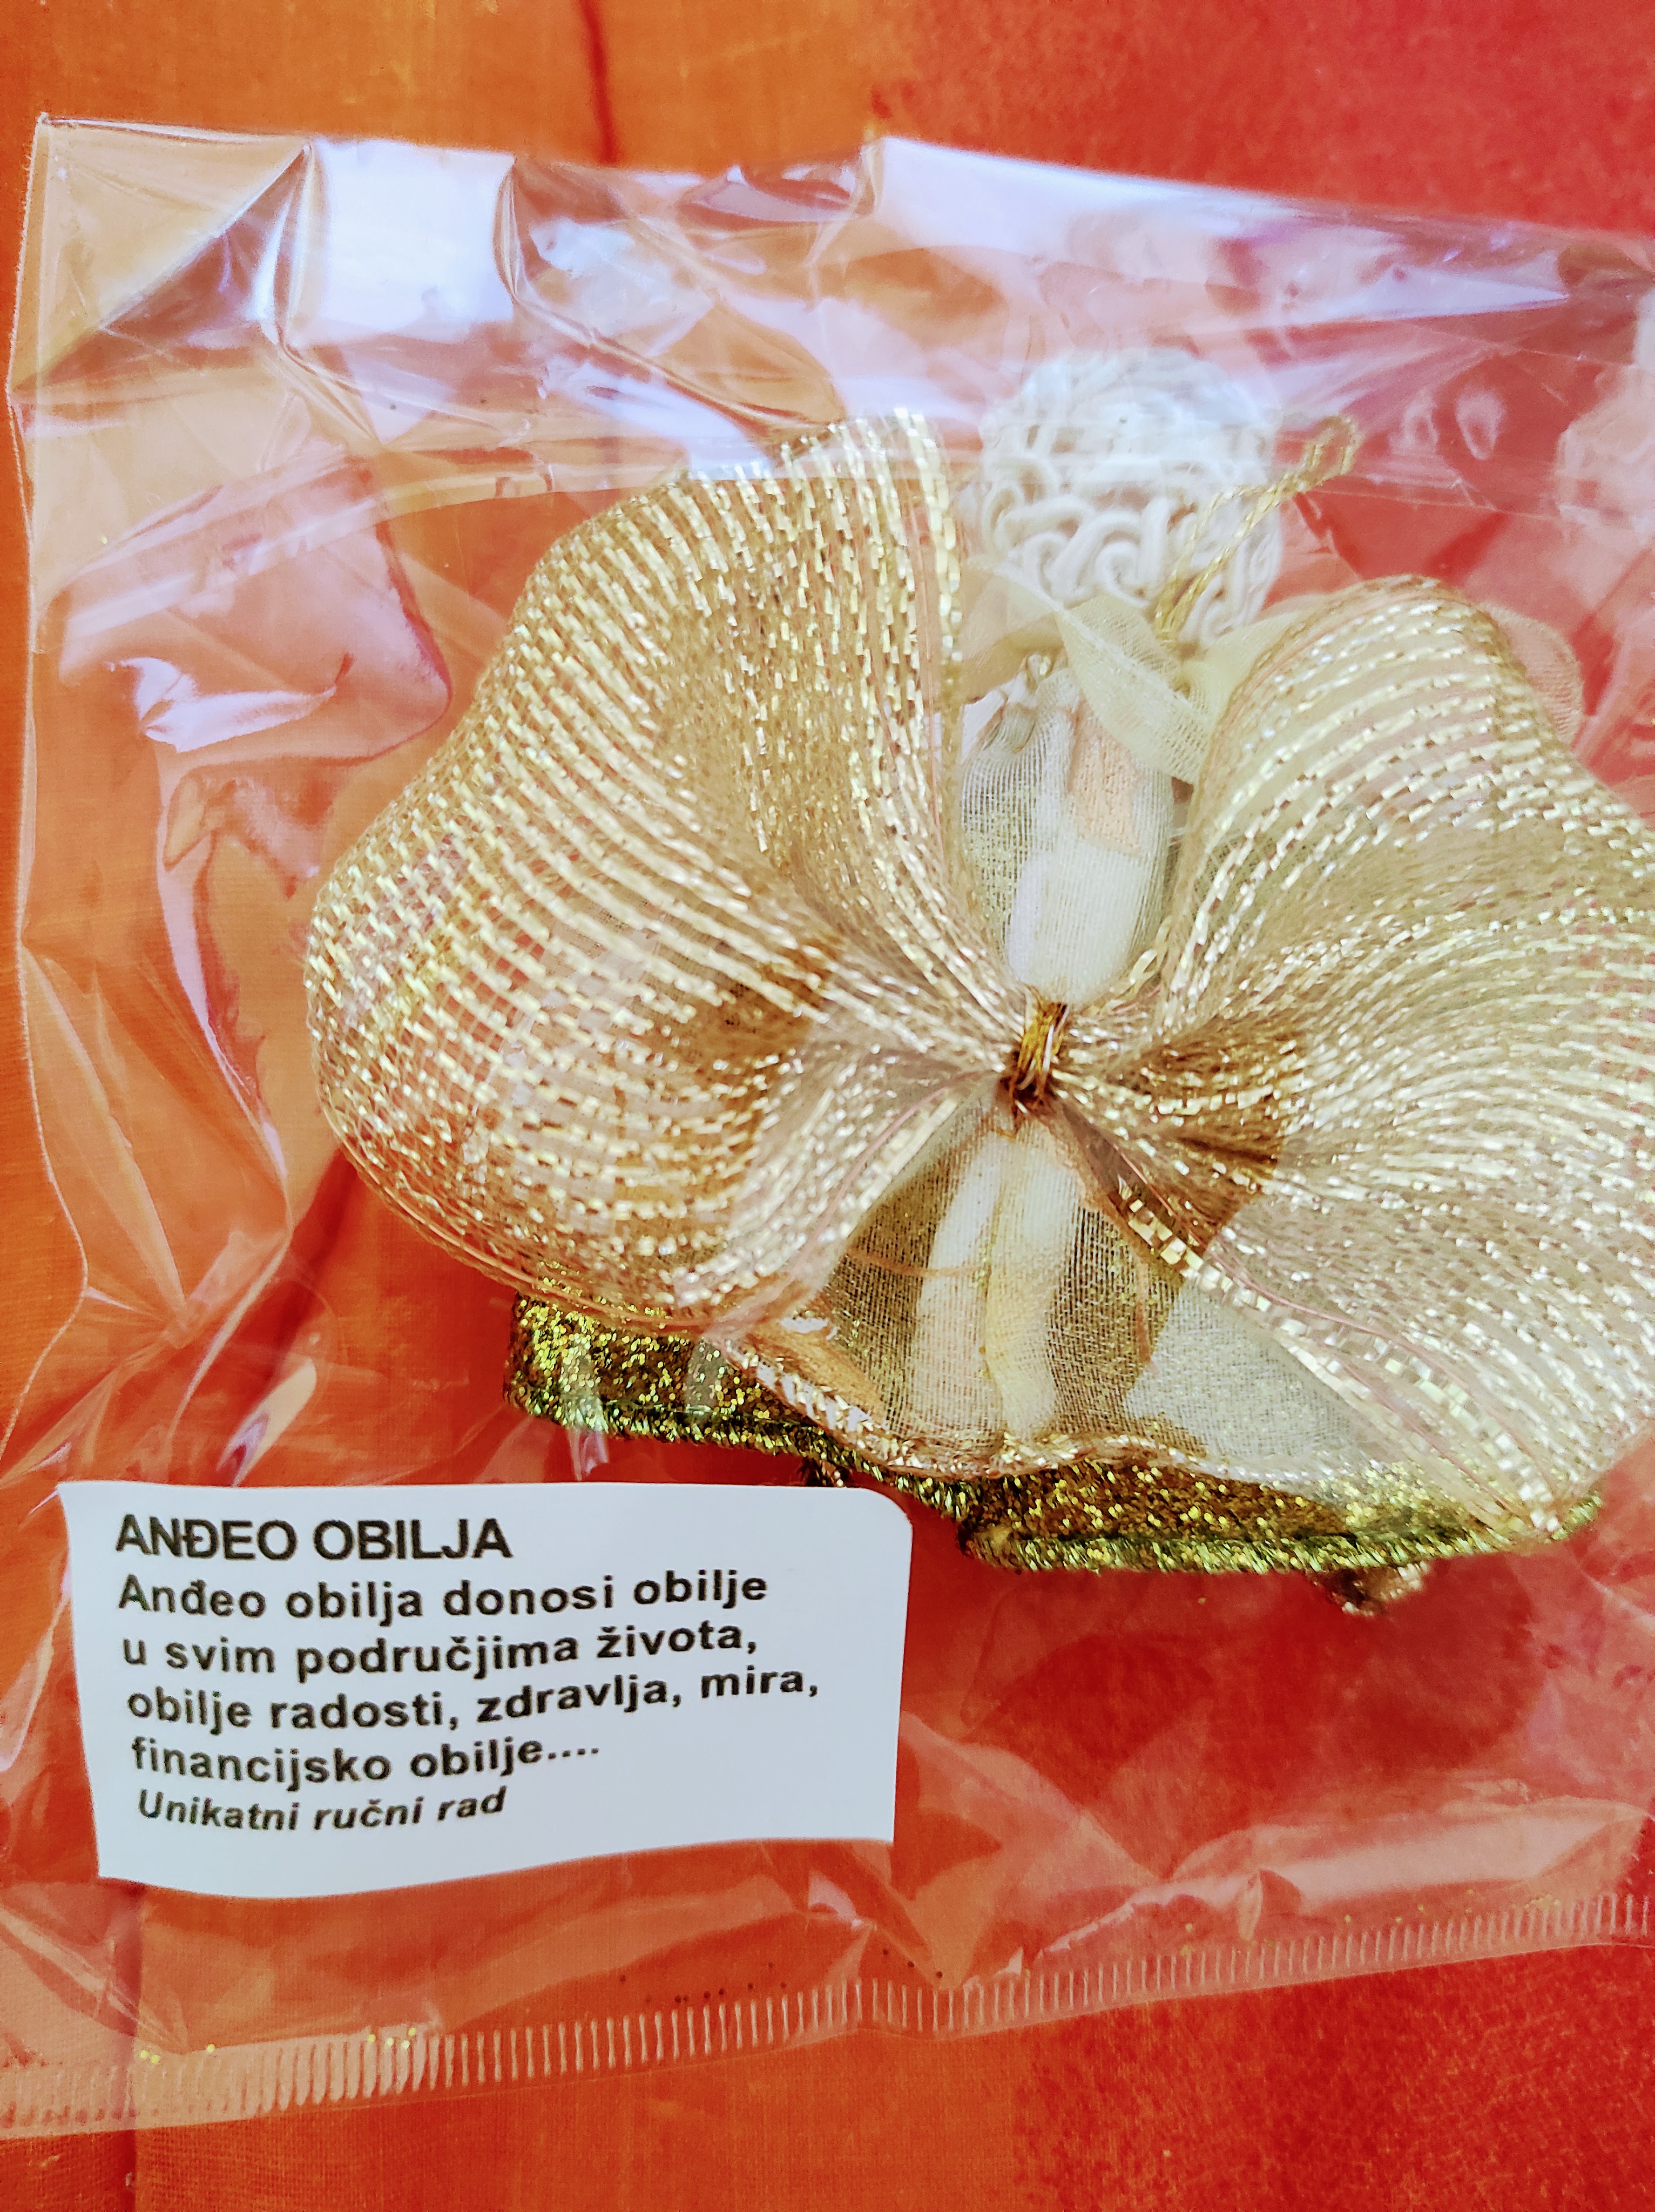 ANĐEO OBILJA
Anđeo obilja donosi obilje
u svim područjima života,
obilje radosti, zdravlja, mira,
financijsko obilje....
Unikatni ručni rad